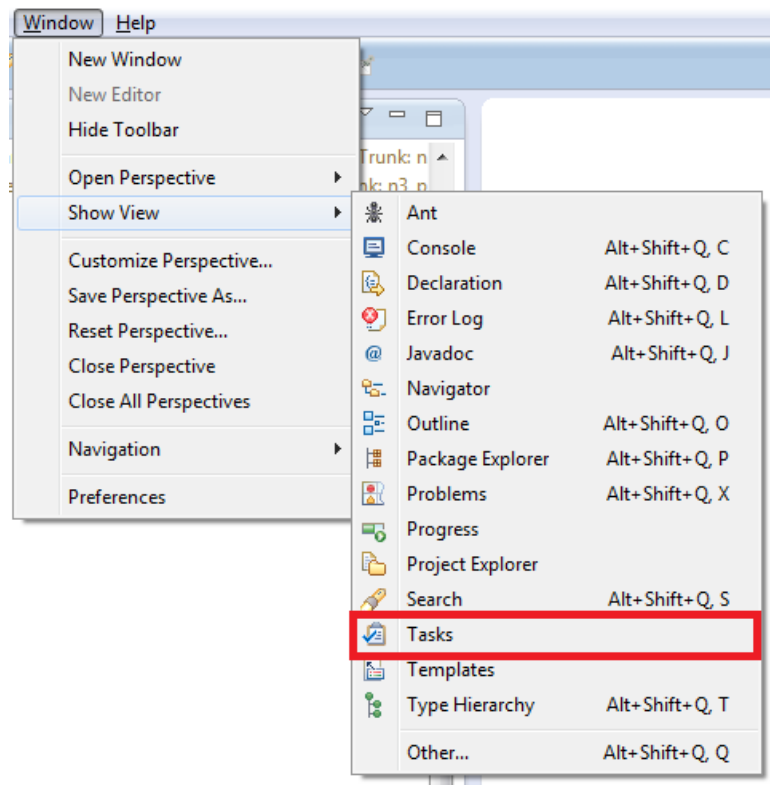 Window Help
New Window
New Editor
Hide Toolbar
Trunk: n
Open Perspective
nk: n3_p
Show View
Ant
Console Alt+Shift+Q, C
Customize Perspective...
Declaration Alt+Shift+Q, D
Save Perspective As...
Error Log Alt+Shift+Q, L
Reset Perspective...
Javadoc Alt+Shift+Q, J
Close Perspective
Navigator
Close All Perspectives
Outline Alt+Shift+Q, O
Navigation
Package Explorer Alt+Shift+Q, P
Preferences
Problems Alt+Shift+Q, X
Progress
Project Explorer
Search Alt+Shift+Q, S
Tasks
Templates
Type Hierarchy Alt+Shift+Q, T
Other... Alt+Shift+Q, Q